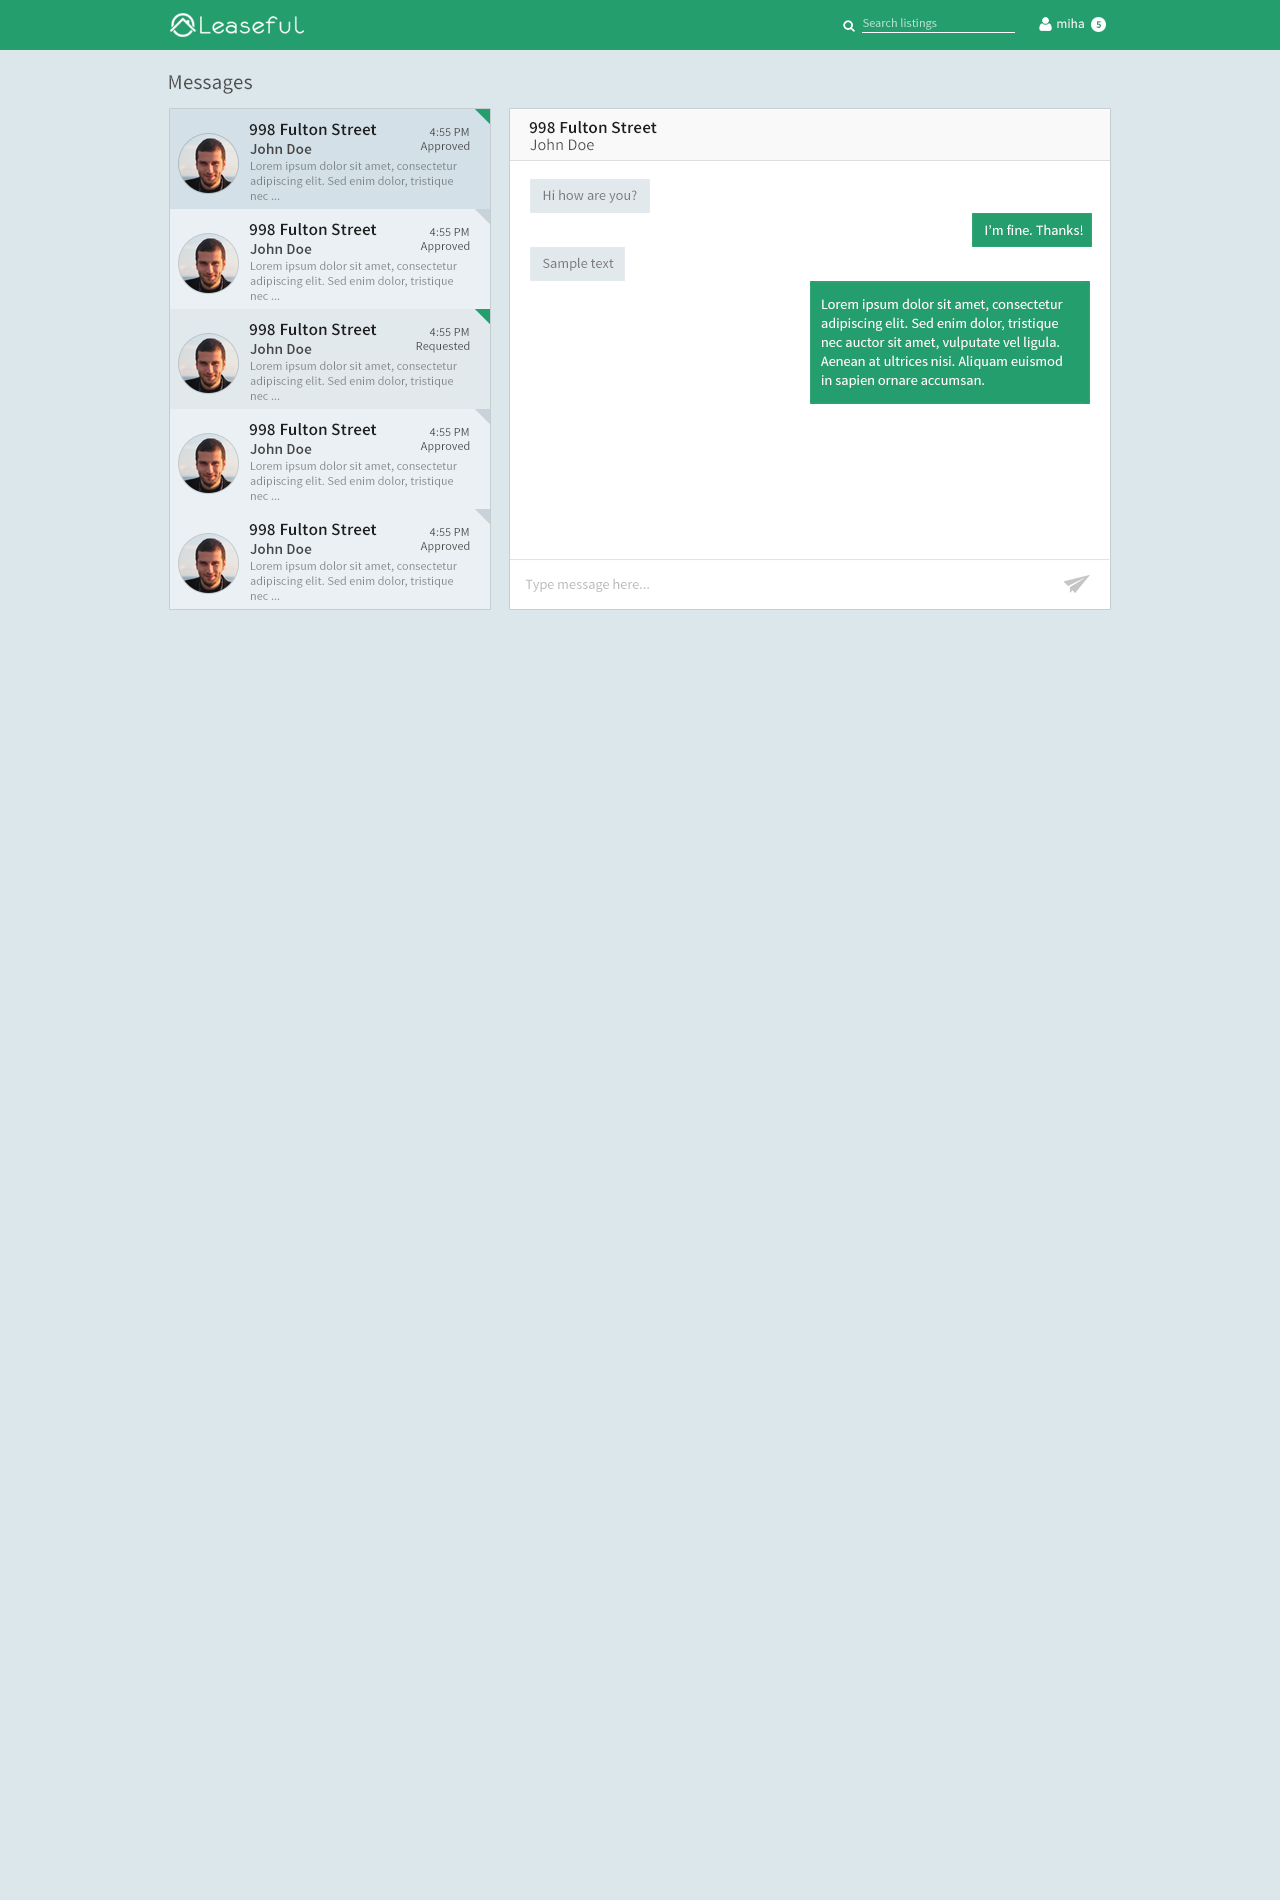 Leaseful
Search listings
miha 5
Messages
998 Fulton Street
4:55 PM
John Doe
Approved
Lorem ipsum dolor sit amet, consectetur
adipiscing elit. Sed enim dolor, tristique
nec ...
998 Fulton Street
4:55 PM
John Doe
Approved
Lorem ipsum dolor sit amet, consectetur
adipiscing elit. Sed enim dolor, tristique
nec ...
998 Fulton Street
4:55 PM
John Doe
Requested
Lorem ipsum dolor sit amet, consectetur
adipiscing elit. Sed enim dolor, tristique
nec ...
998 Fulton Street
4:55 PM
John Doe
Approved
Lorem ipsum dolor sit amet, consectetur
adipiscing elit. Sed enim dolor, tristique
nec ...
998 Fulton Street
4:55 PM
John Doe
Approved
Lorem ipsum dolor sit amet, consectetur
adipiscing elit. Sed enim dolor, tristique
nec ...
998 Fulton Street
John Doe
Hi how are you?
I'm fine. Thanks!
Sample text
Lorem ipsum dolor sit amet, consectetur
adipiscing elit. Sed enim dolor, tristique
nec auctor sit amet, vulputate vel ligula.
Aenean at ultrices nisi. Aliquam euismod
in sapien ornare accumsan.
Type message here...